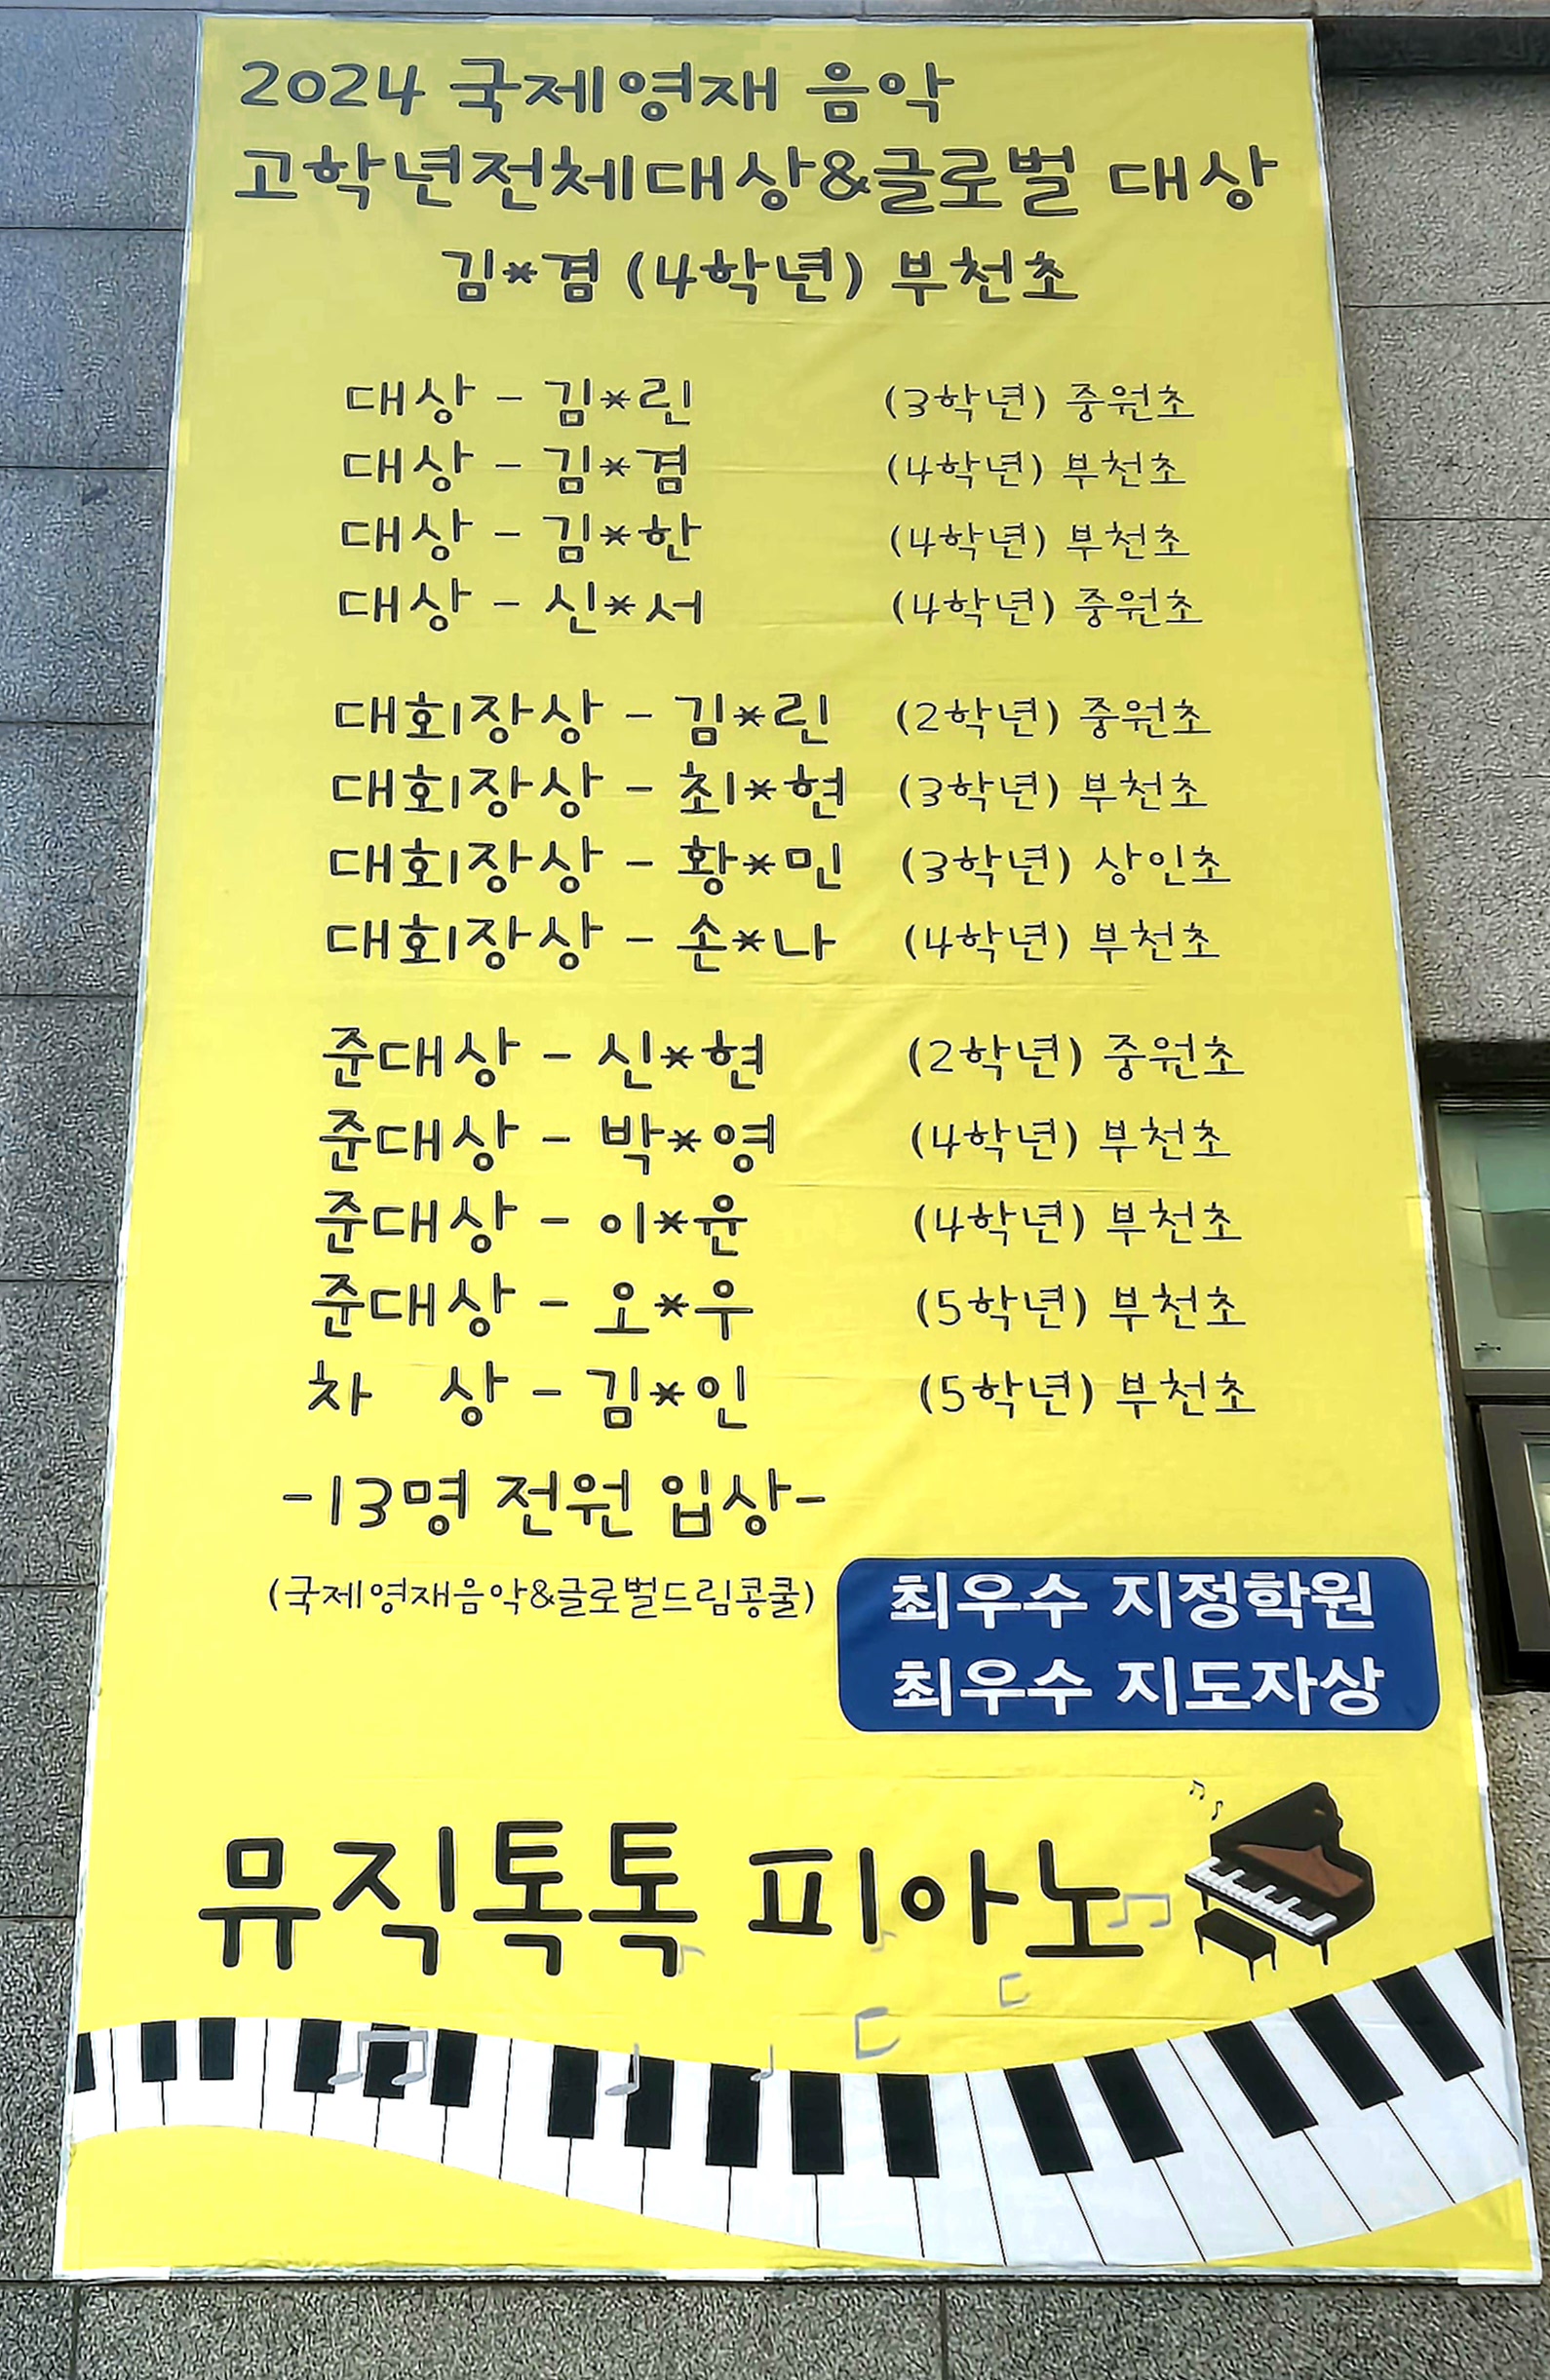 2024 국제영재 음악
고학년전체대상&글로벌 대상
김*겸 (4학년) 부천초
대상 - 김*린 (3학년) 중원초
대상 - 김*겸 (4학년) 부천초
대상 - 김*한 (4학년) 부천초
대상 - 신*서 (4학년) 중원초
대회장상 - 김*린 (2학년) 중원초
대회장상 - 최*현 (3학년) 부천초
대회장상 - 황*민 (3학년) 상인초
대회장상 - 손*나 (4학년) 부천초
준대상 - 신*현 (2학년) 중원초
준대상 - 박*영 (4학년) 부천초
준대상 - 이*윤 (4학년) 부천초
준대상 - 오*우 (5학년) 부천초
차 상 - 김*인 (5학년) 부천초
-13명 전원 입상-
(국제영재음악&글로벌드림콩쿨)
최우수 지정학원
최우수 지도자상
뮤직톡톡 피아노